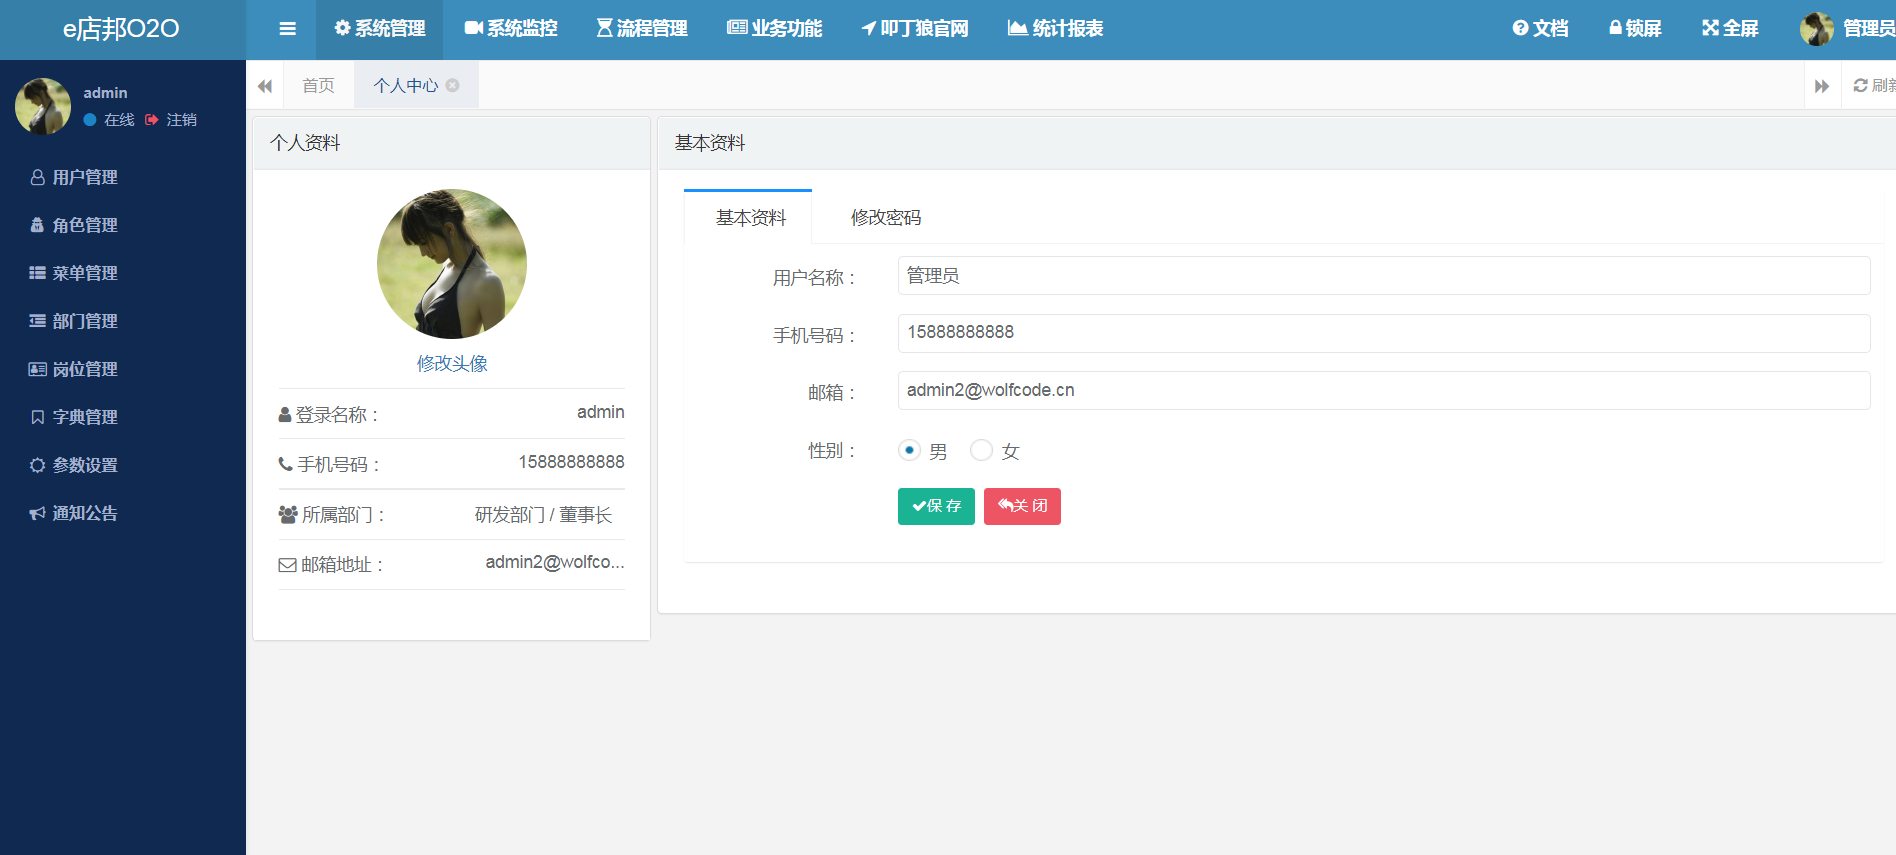 e店邦O2O
系统管理
系统监控
流程管理
业务功能
叩丁狼官网
统计报表
文档
锁屏
全屏
管理员
admin
在线
注销
首页
个人中心
刷新
用户管理
角色管理
菜单管理
部门管理
岗位管理
字典管理
参数设置
通知公告
个人资料
修改头像
登录名称：
admin
手机号码：
15888888888
所属部门：
研发部门 / 董事长
邮箱地址：
admin2@wolfco...
基本资料
基本资料
修改密码
用户名称：
管理员
手机号码：
15888888888
邮箱：
admin2@wolfcode.cn
性别：
男
女
保 存
关 闭